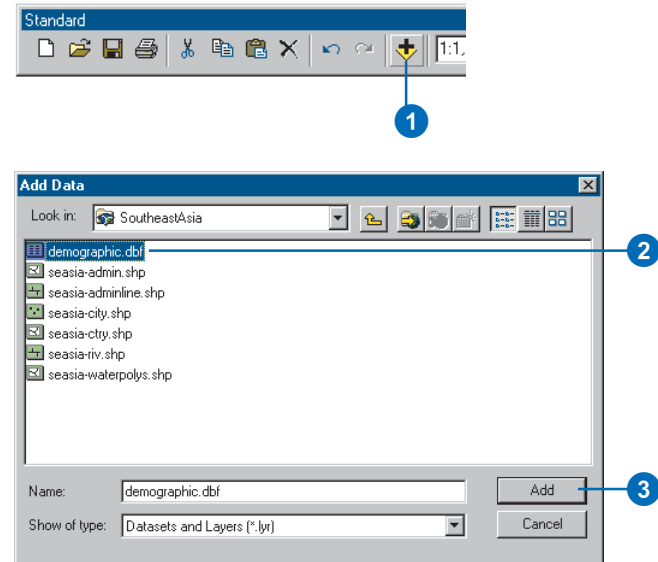 Standard
1:1,
1
Add Data
Look in: SoutheastAsia
demographic.dbf
2
seasia-admin.shp
seasia-adminline.shp
seasia-city.shp
seasia-ctry.shp
seasia-riv.shp
seasia-waterpolys.shp
Name: demographic.dbf Add
3
Show of type: Datasets and Layers (*.lyr) Cancel